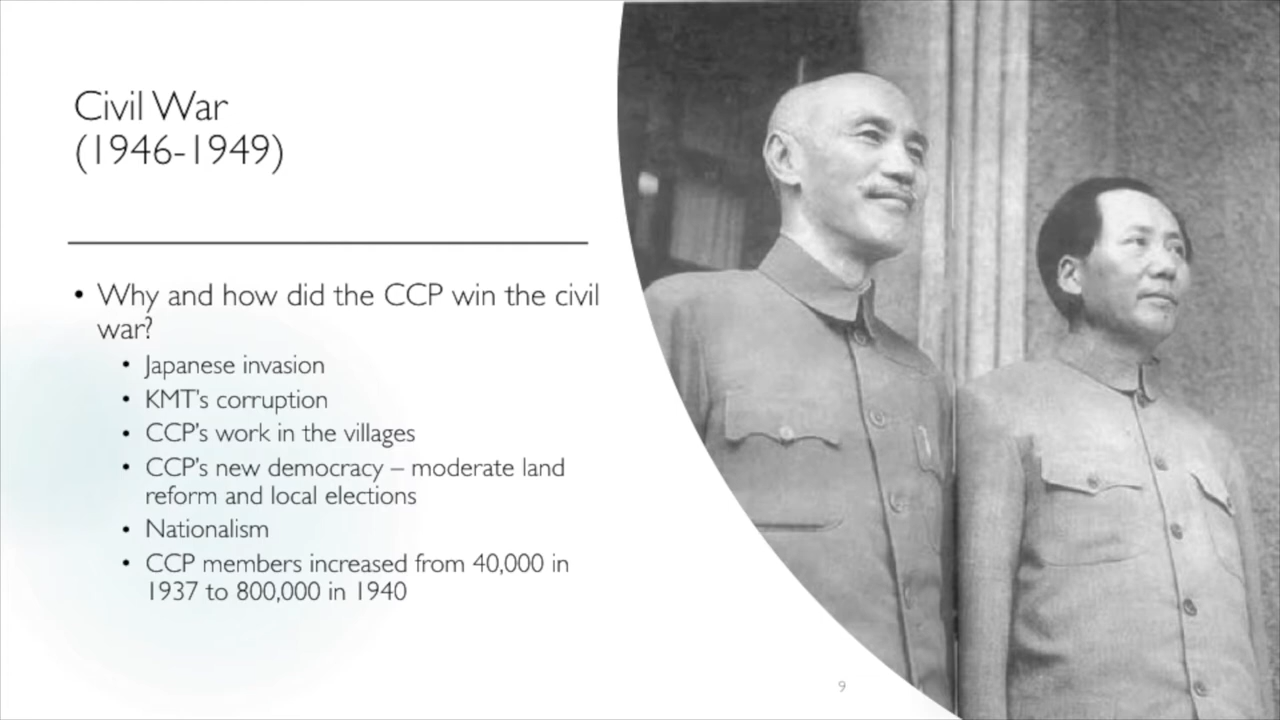 Civil War
(1946-1949)
• Why and how did the CCP win the civil
war?
• Japanese invasion
• KMT's corruption
• CCP's work in the villages
• CCP's new democracy – moderate land
reform and local elections
• Nationalism
• CCP members increased from 40,000 in
1937 to 800,000 in 1940
9